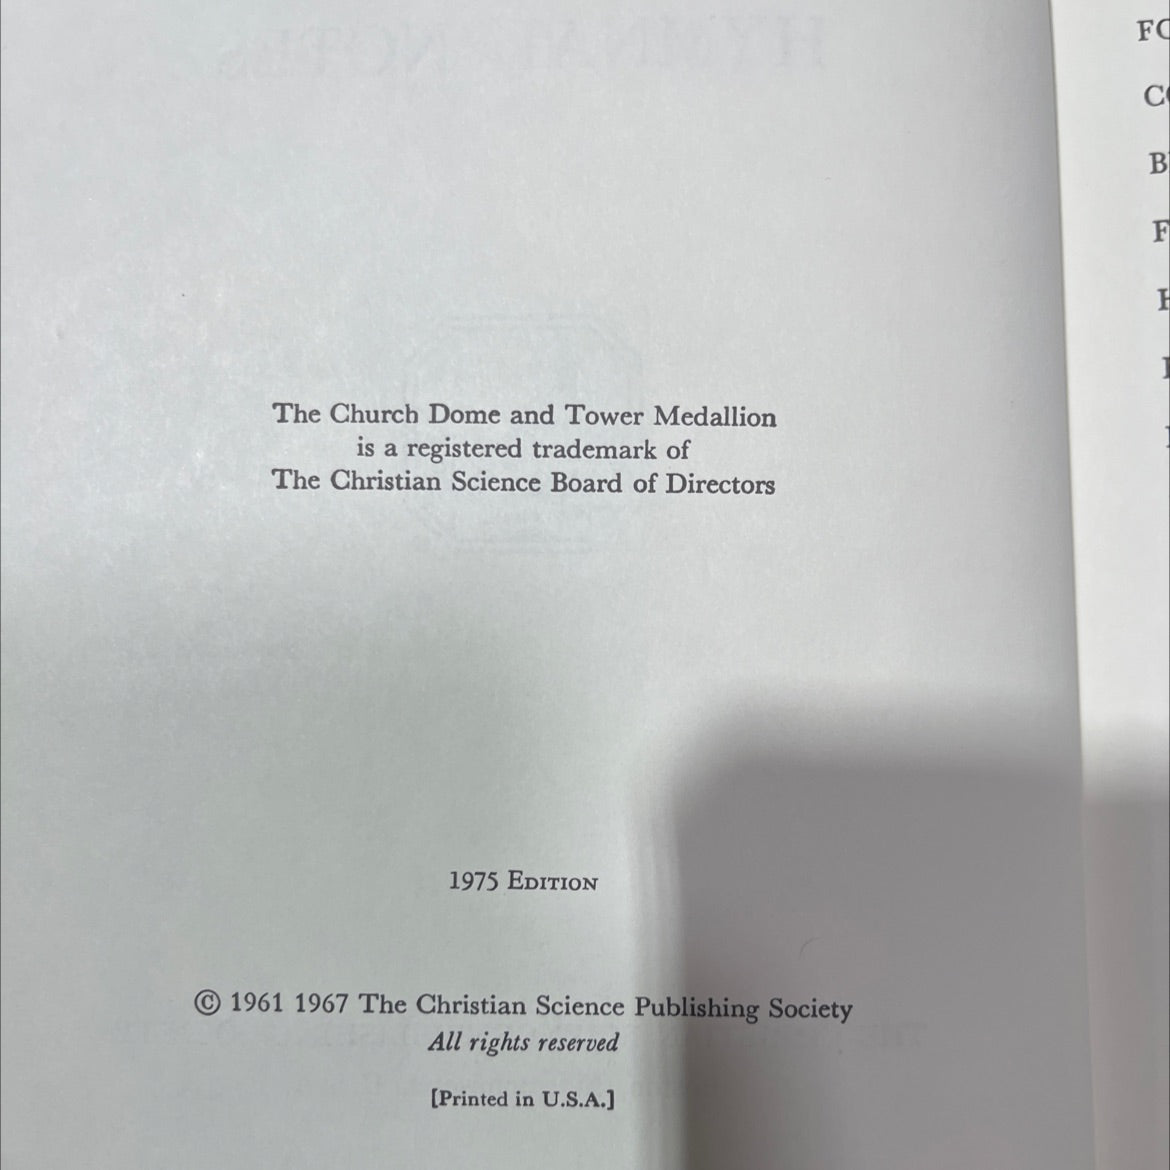 The Church Dome and Tower Medallion
is a registered trademark of
The Christian Science Board of Directors
1975 EDITION
© 1961 1967 The Christian Science Publishing Society
All rights reserved
[Printed in U.S.A.]